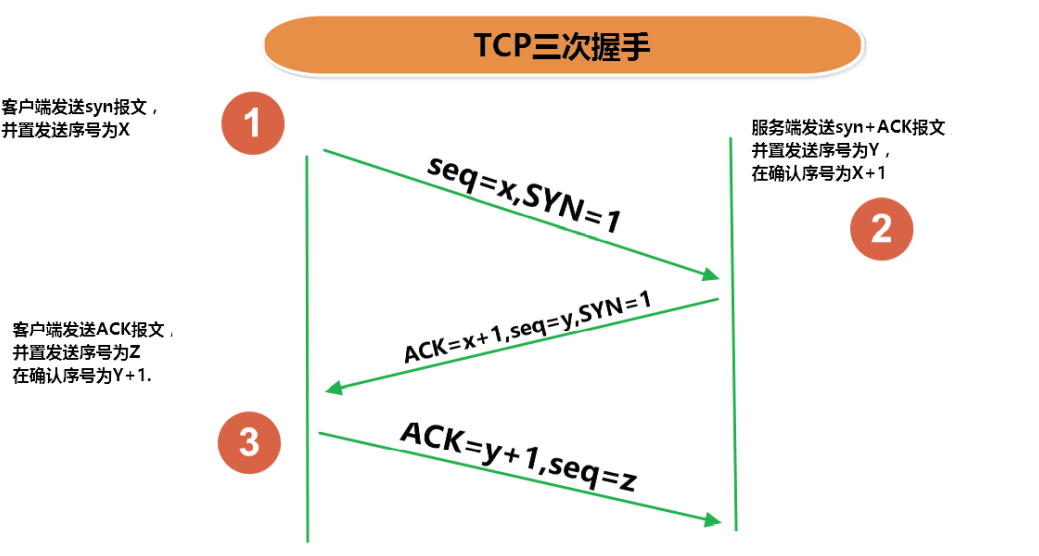 TCP三次握手
客户端发送syn报文，
并置发送序号为X
1
服务端发送syn+ACK报文
并置发送序号为Y，
在确认序号为X+1
2
seq=x,SYN=1
ACK=x+1,seq=y,SYN=1
客户端发送ACK报文，
并置发送序号为Z
在确认序号为Y+1.
3
ACK=y+1,seq=z